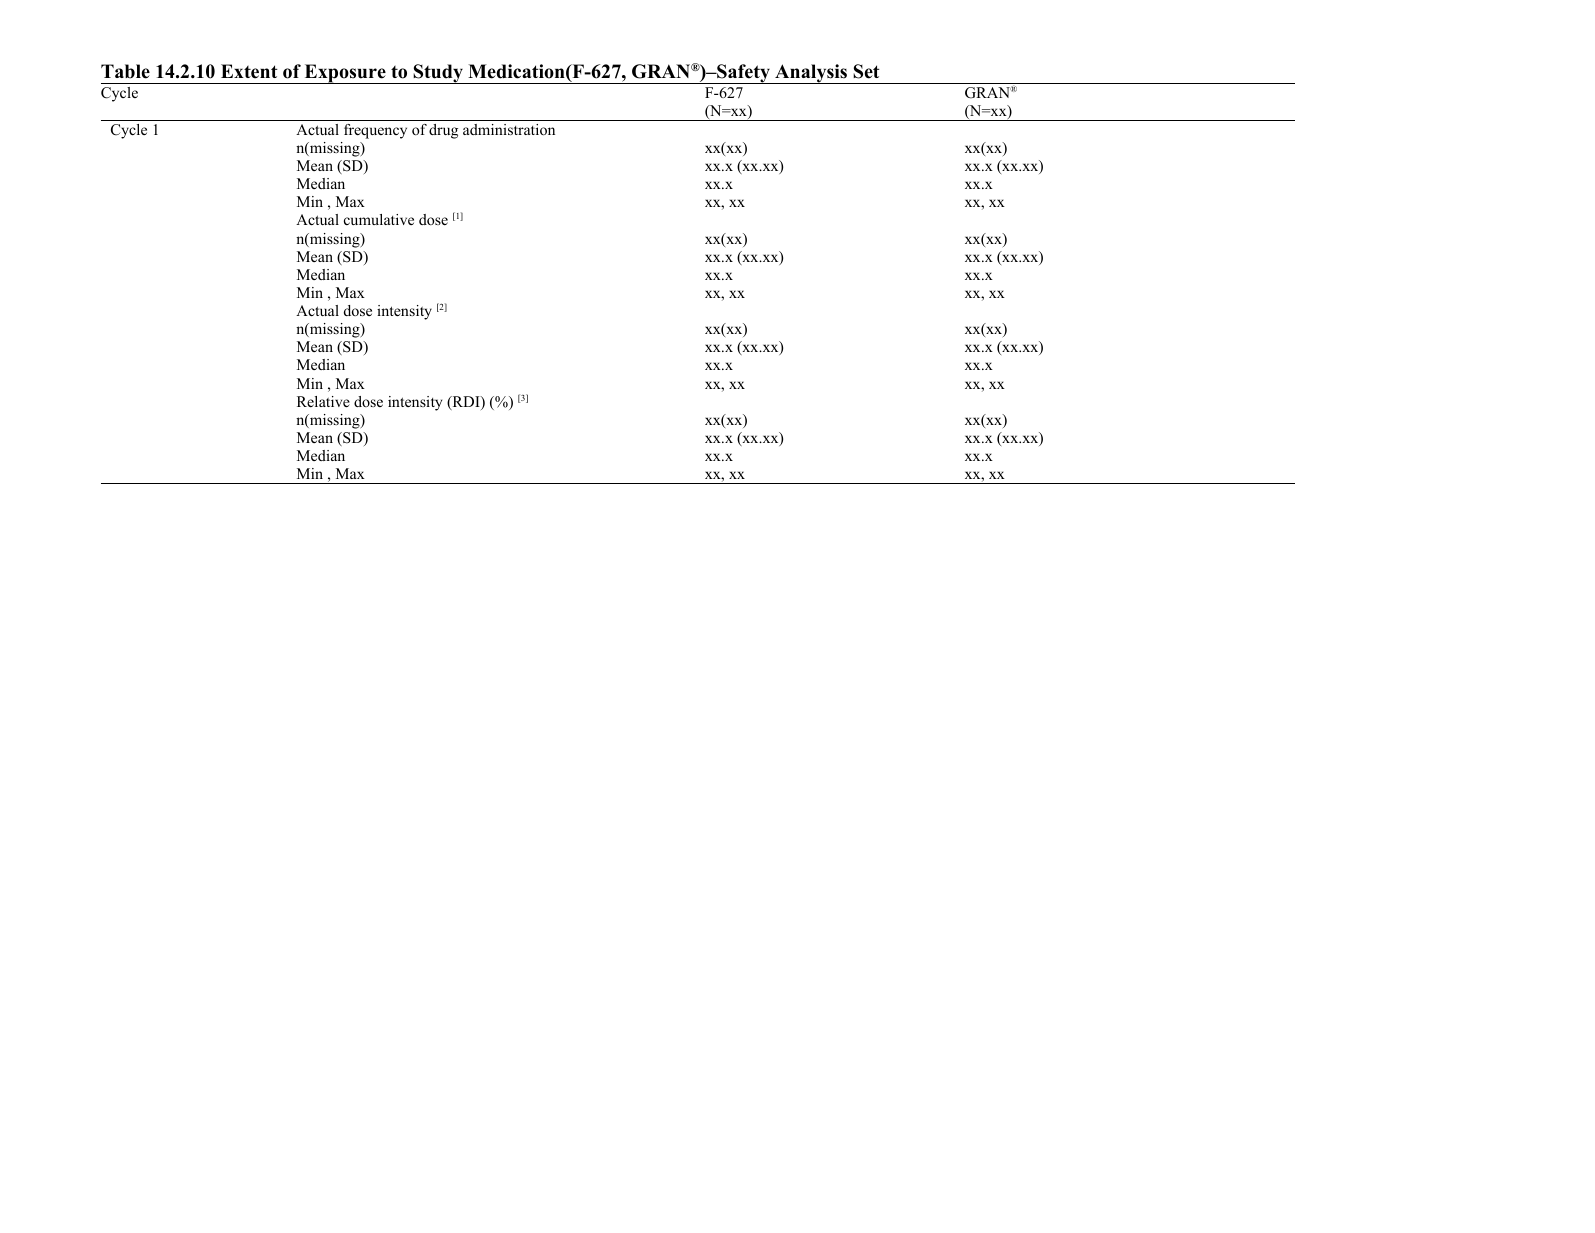 Table 14.2.10 Extent of Exposure to Study Medication(F-627, GRAN®)–Safety Analysis Set
Cycle F-627 GRAN®
(N=xx) (N=xx)
Cycle 1 Actual frequency of drug administration
n(missing) xx(xx) xx(xx)
Mean (SD) xx.x (xx.xx) xx.x (xx.xx)
Median xx.x xx.x
Min , Max xx, xx xx, xx
Actual cumulative dose [1]
n(missing) xx(xx) xx(xx)
Mean (SD) xx.x (xx.xx) xx.x (xx.xx)
Median xx.x xx.x
Min , Max xx, xx xx, xx
Actual dose intensity [2]
n(missing) xx(xx) xx(xx)
Mean (SD) xx.x (xx.xx) xx.x (xx.xx)
Median xx.x xx.x
Min , Max xx, xx xx, xx
Relative dose intensity (RDI) (%) [3]
n(missing) xx(xx) xx(xx)
Mean (SD) xx.x (xx.xx) xx.x (xx.xx)
Median xx.x xx.x
Min , Max xx, xx xx, xx